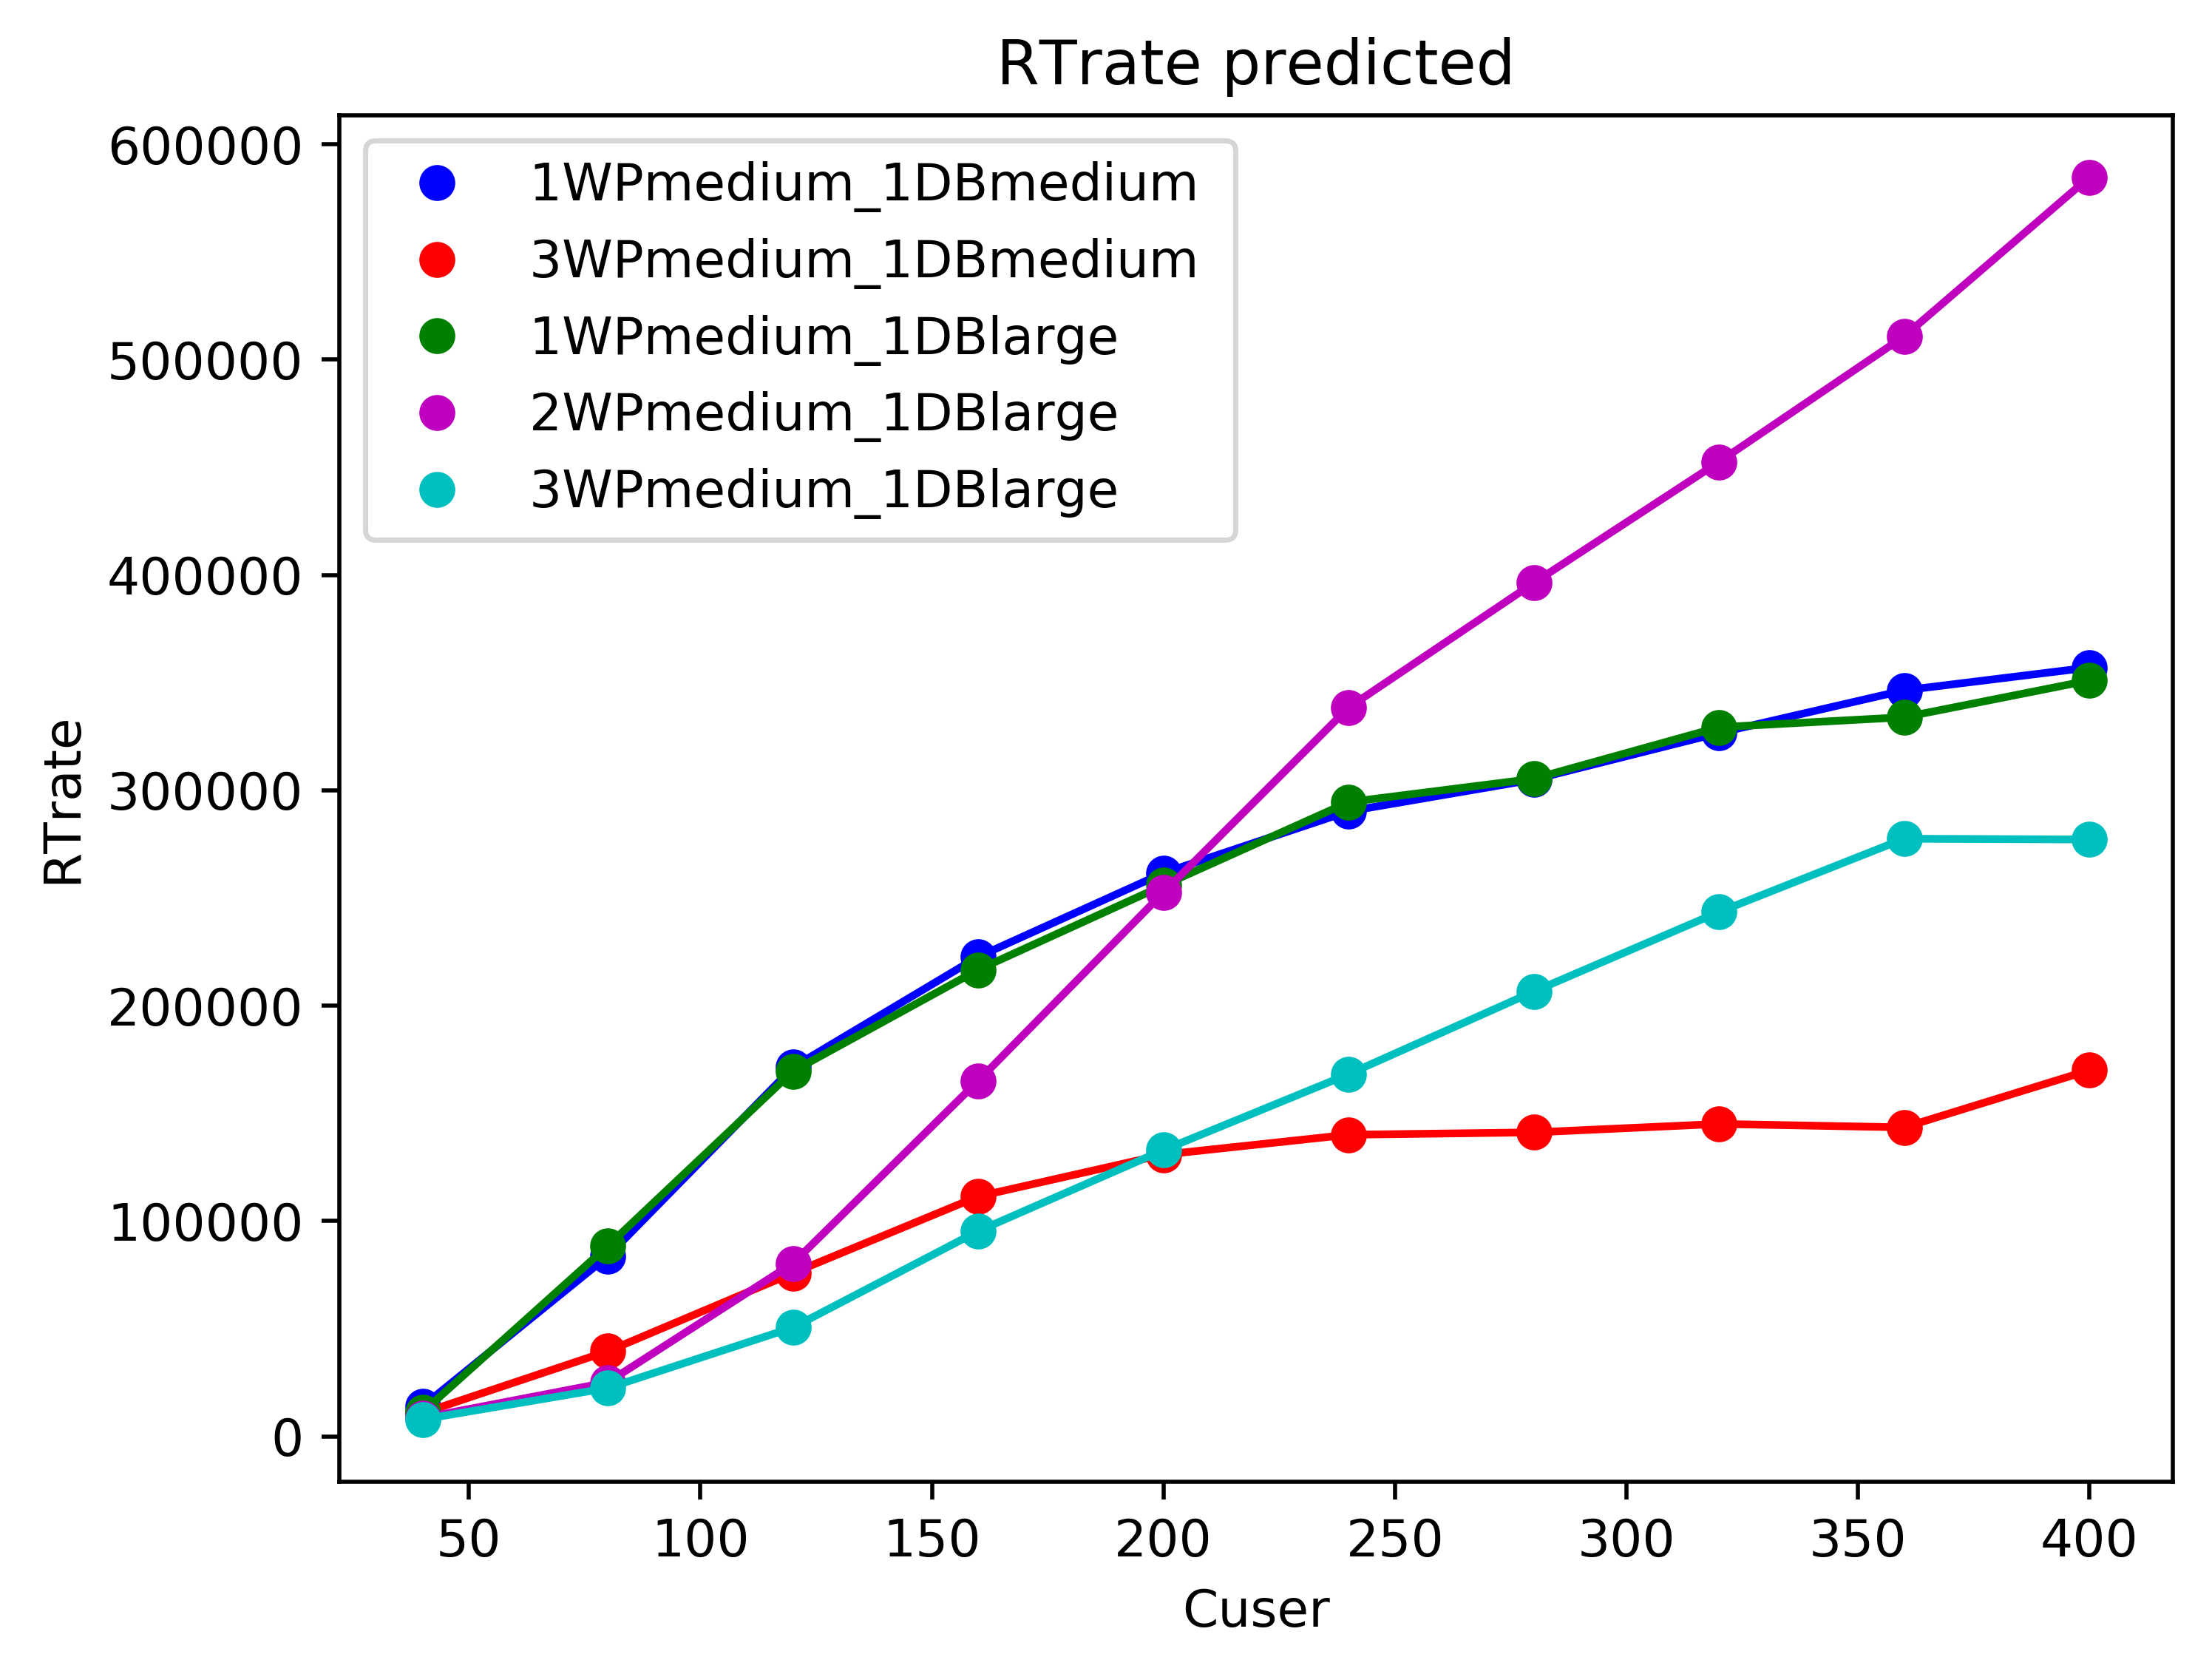 RTrate predicted
600000
500000
400000
300000
200000
100000
0
RTrate
1WPmedium_1DBmedium
3WPmedium_1DBmedium
1WPmedium_1DBlarge
2WPmedium_1DBlarge
3WPmedium_1DBlarge
50 100 150 200 250 300 350 400
Cuser